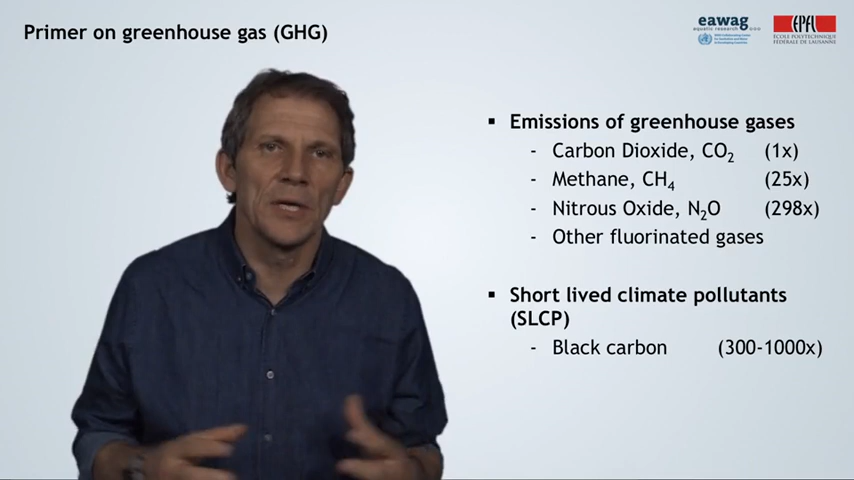 Primer on greenhouse gas (GHG)
eawag
aquatic research
EPFL
ECOLE POLYTECHNIQUE
FÉDÉRALE DE LAUSANNE
▪ Emissions of greenhouse gases
- Carbon Dioxide, CO₂ (1x)
- Methane, CH₄ (25x)
- Nitrous Oxide, N₂O (298x)
- Other fluorinated gases
▪ Short lived climate pollutants
(SLCP)
- Black carbon (300-1000x)